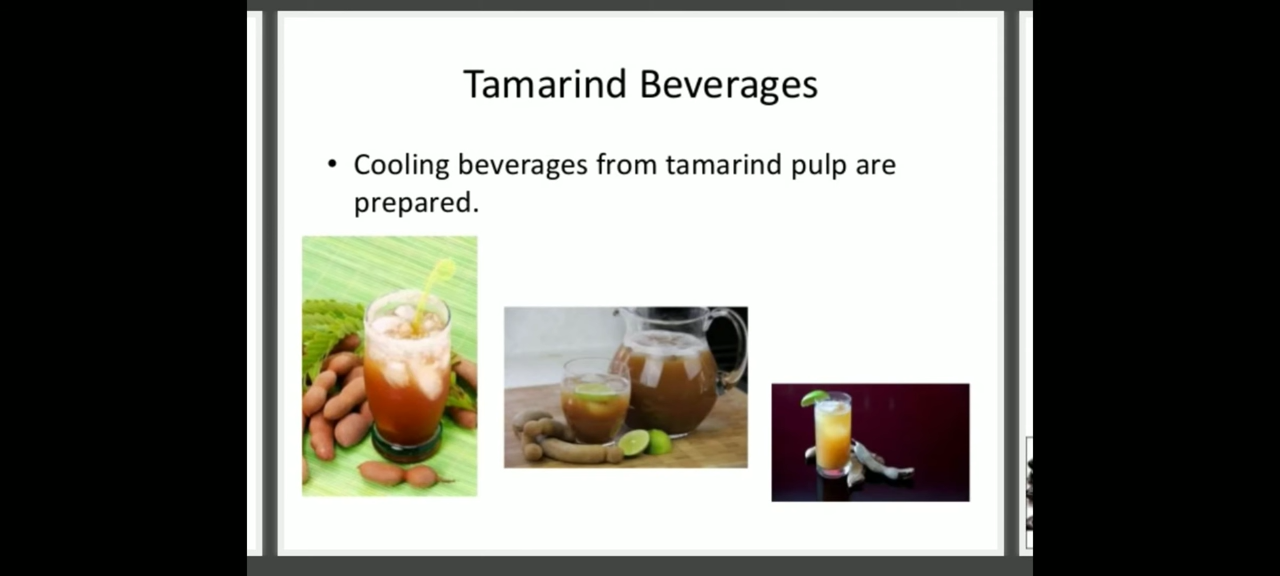 Tamarind Beverages
• Cooling beverages from tamarind pulp are
prepared.